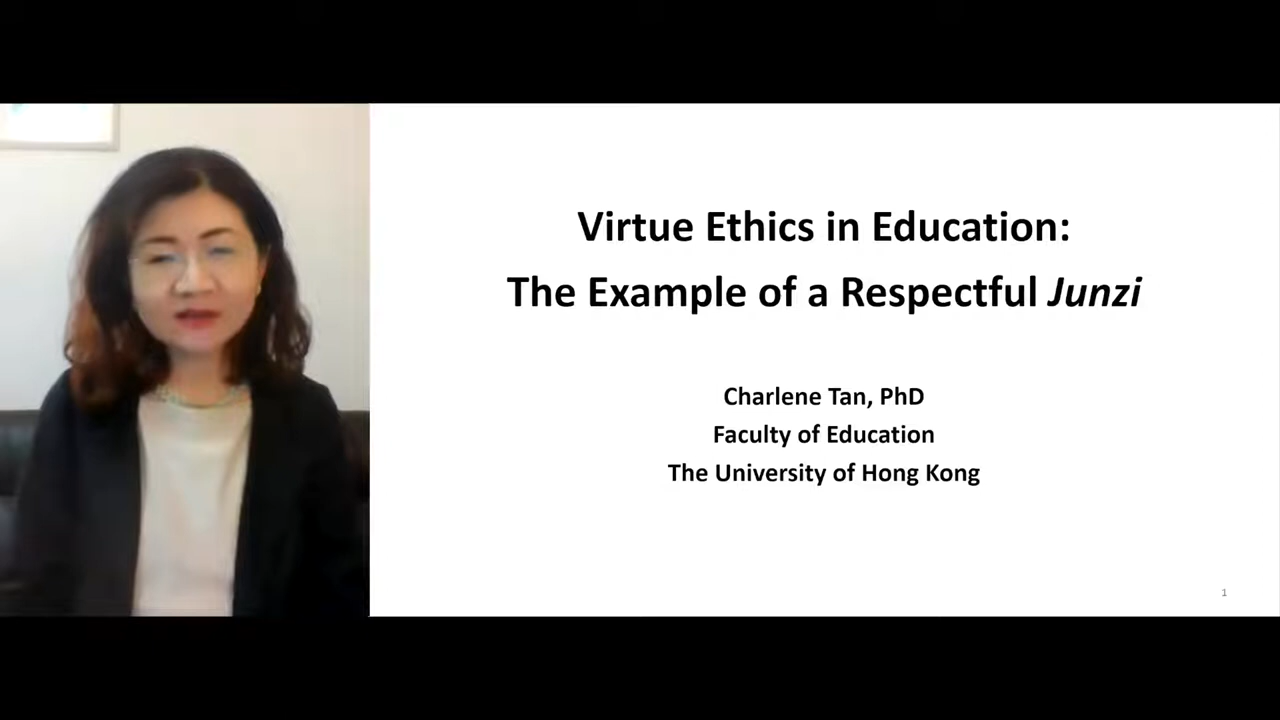 Virtue Ethics in Education:
The Example of a Respectful Junzi
Charlene Tan, PhD
Faculty of Education
The University of Hong Kong
1